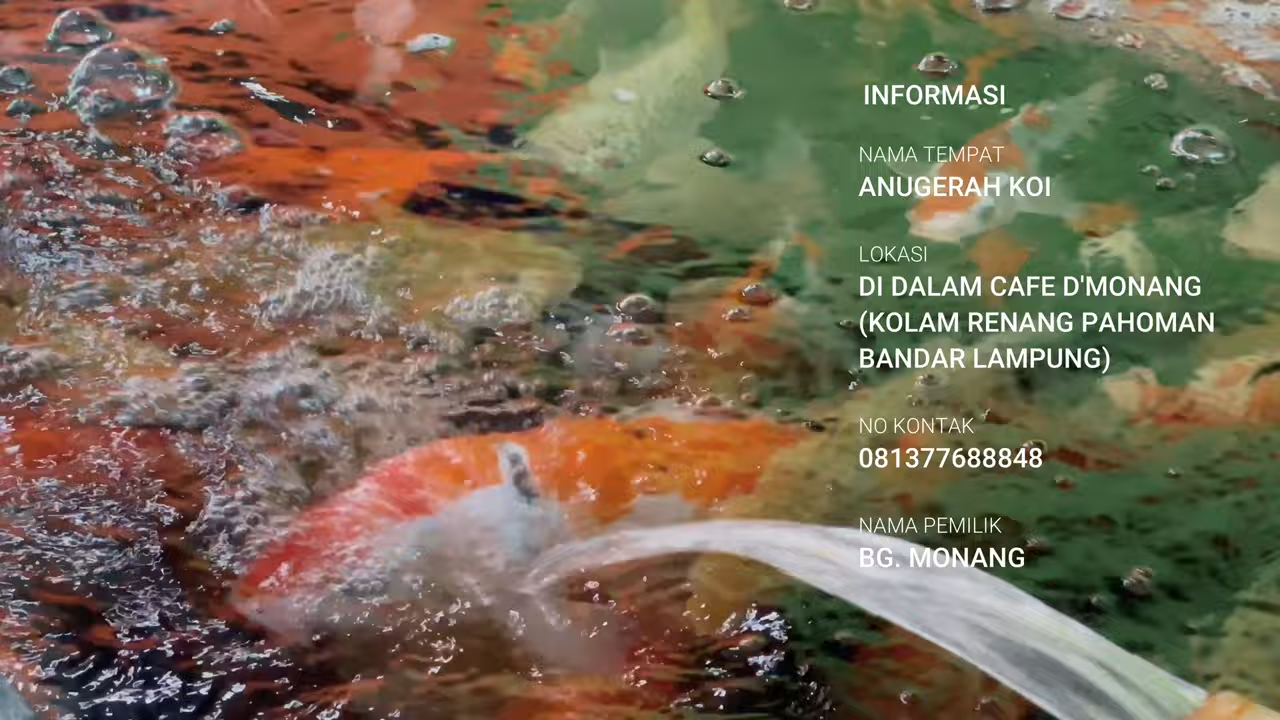 INFORMASI
NAMA TEMPAT
ANUGERAH KOI
LOKASI
DI DALAM CAFE D'MONANG
(KOLAM RENANG PAHOMAN
BANDAR LAMPUNG)
NO KONTAK
081377688848
NAMA PEMILIK
BG. MONANG